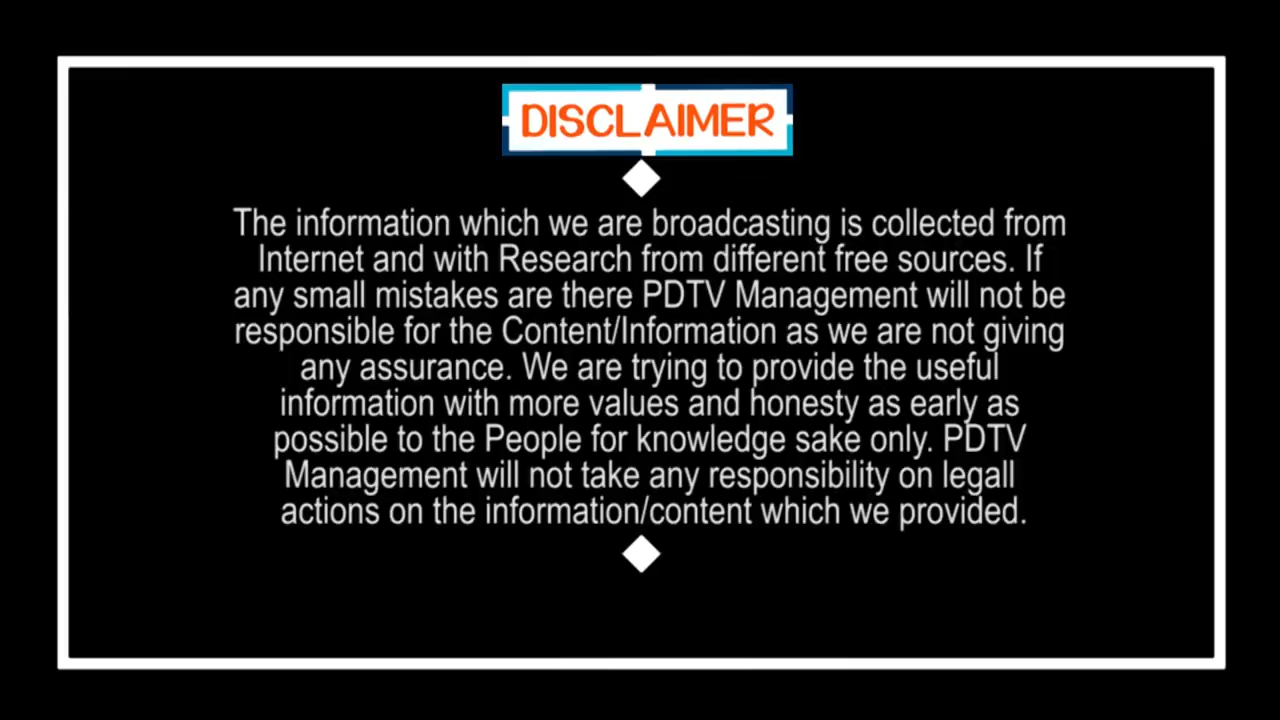 DISCLAIMER
The information which we are broadcasting is collected from
Internet and with Research from different free sources. If
any small mistakes are there PDTV Management will not be
responsible for the Content/Information as we are not giving
any assurance. We are trying to provide the useful
information with more values and honesty as early as
possible to the People for knowledge sake only. PDTV
Management will not take any responsibility on legall
actions on the information/content which we provided.